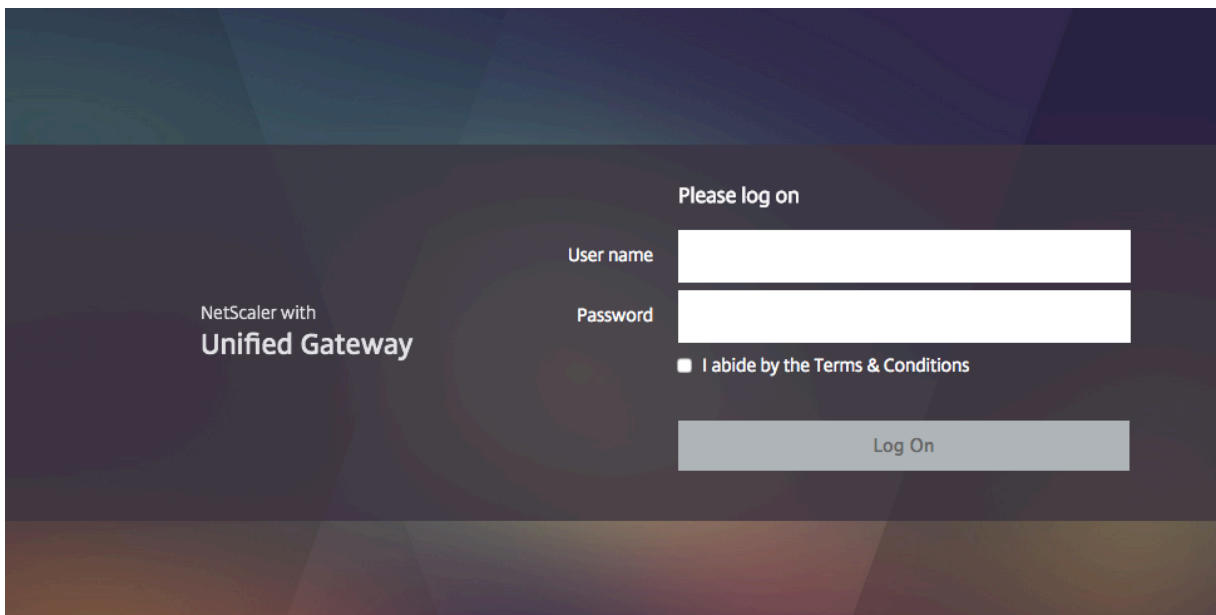 Please log on
User name
NetScaler with
Unified Gateway
Password
I abide by the Terms & Conditions
Log On